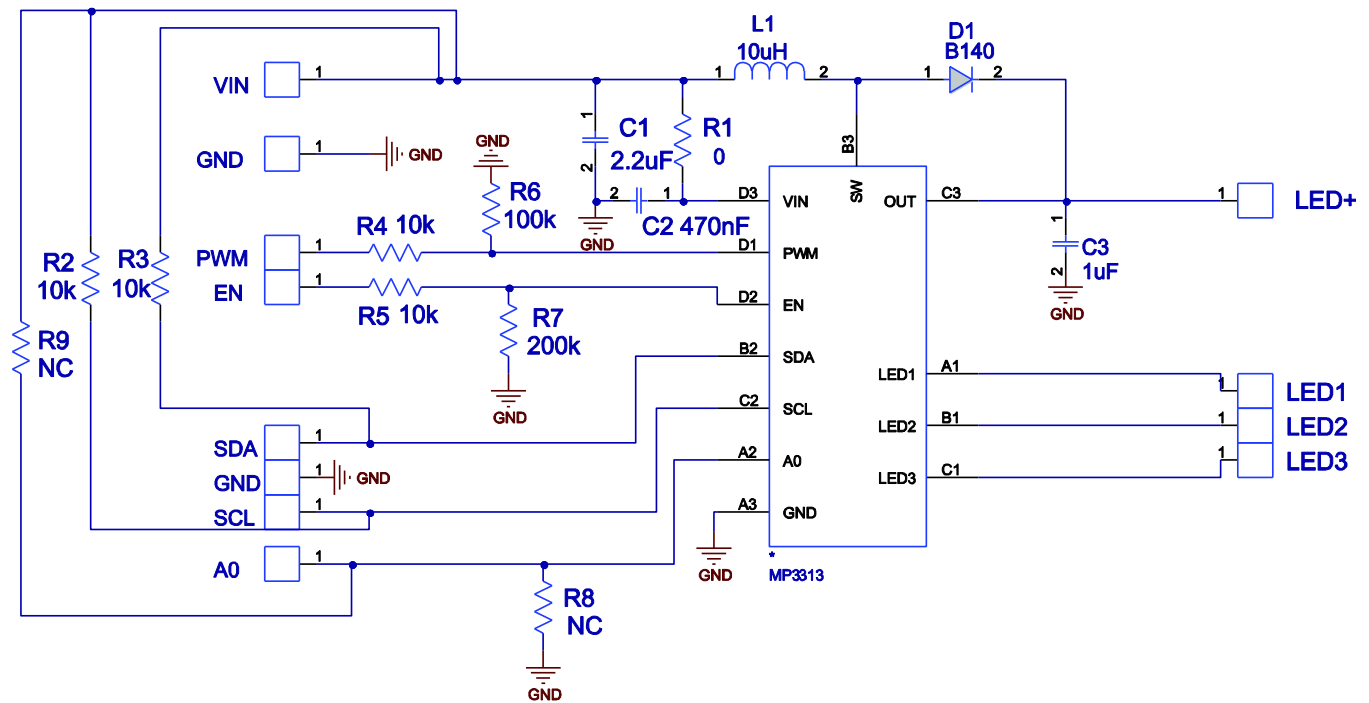 L1
10uH
D1
B140
VIN
1
1
2
1
2
GND
1
GND
1
C1
2.2uF
2
R1
0
B3
GND
R6
100k
2
1
C2 470nF
GND
D3
VIN
SW
OUT
C3
1
LED+
PWM
1
R4 10k
D1
PWM
EN
1
R5 10k
D2
EN
1
C3
1uF
2
GND
R2
10k
R3
10k
R9
NC
R7
200k
GND
B2
SDA
LED1
A1
1
LED1
C2
SCL
LED2
B1
1
LED2
SDA
1
GND
1
GND
SCL
1
A2
A0
LED3
C1
1
LED3
A3
GND
GND
*
MP3313
A0
1
R8
NC
GND